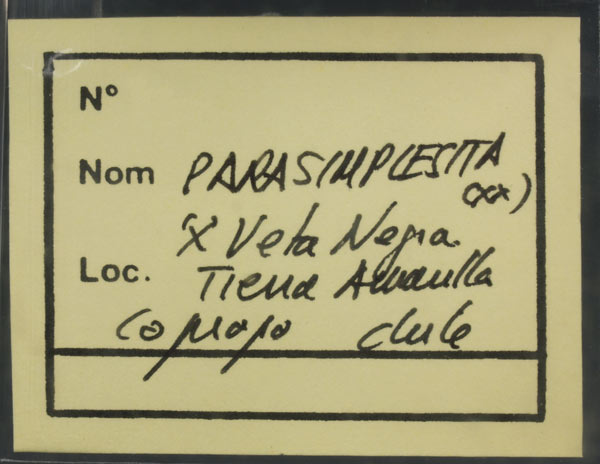 Nº
Nom PARASIMPLESITA
(xx)
'X Veta Negra.
Loc. Tierra Amarilla
Copiapo chile